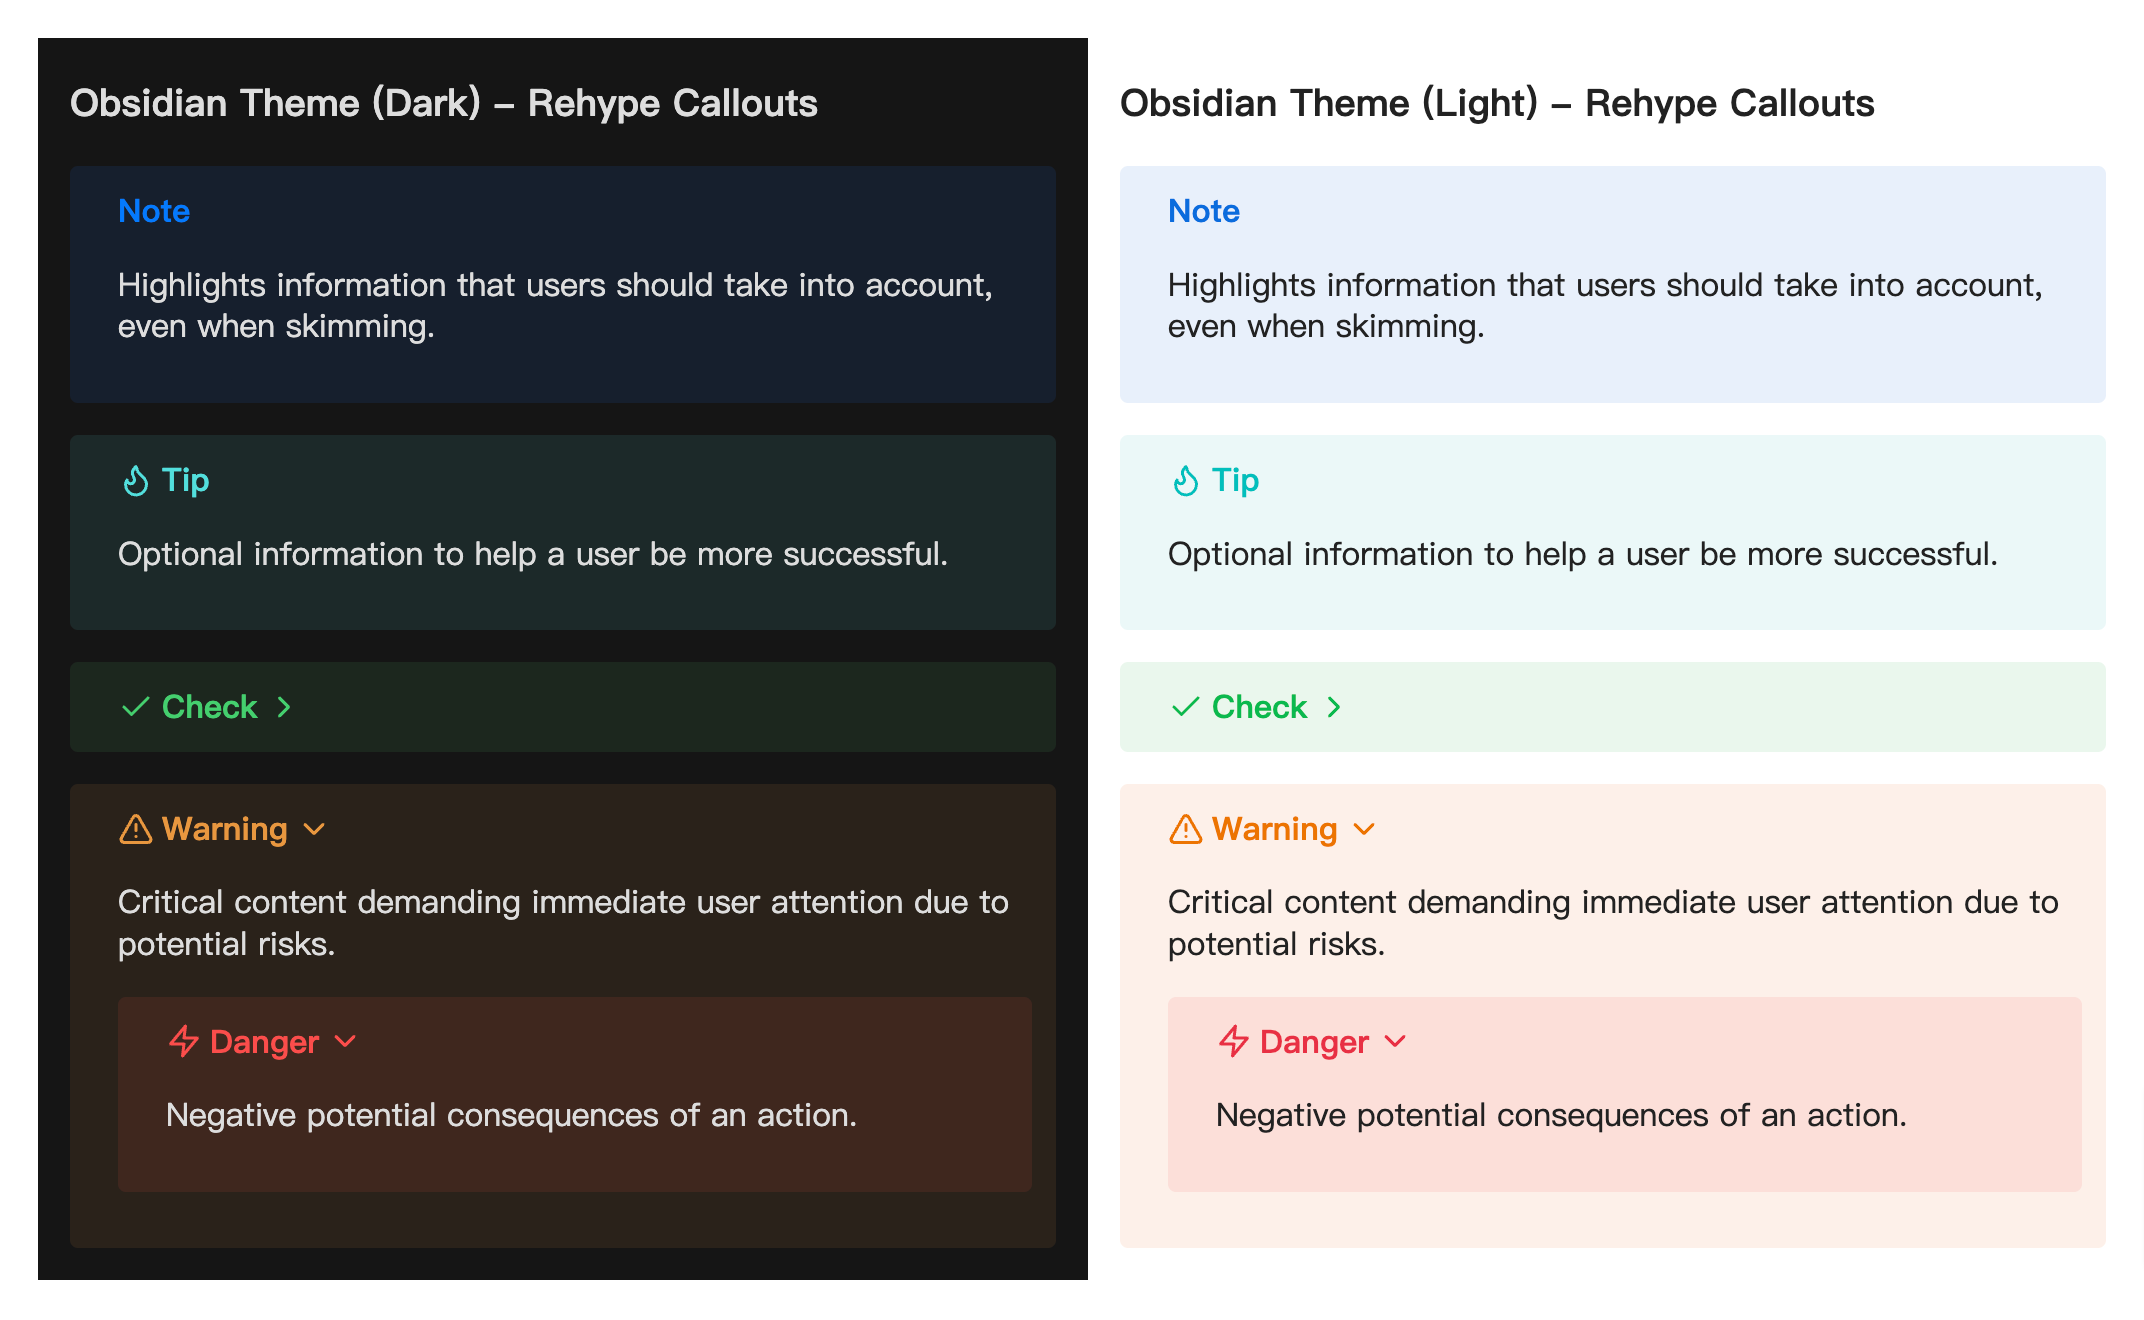 Obsidian Theme (Dark) – Rehype Callouts
Note
Highlights information that users should take into account,
even when skimming.
Tip
Optional information to help a user be more successful.
Check
Warning
Critical content demanding immediate user attention due to
potential risks.
Danger
Negative potential consequences of an action.
Obsidian Theme (Light) – Rehype Callouts
Note
Highlights information that users should take into account,
even when skimming.
Tip
Optional information to help a user be more successful.
Check
Warning
Critical content demanding immediate user attention due to
potential risks.
Danger
Negative potential consequences of an action.